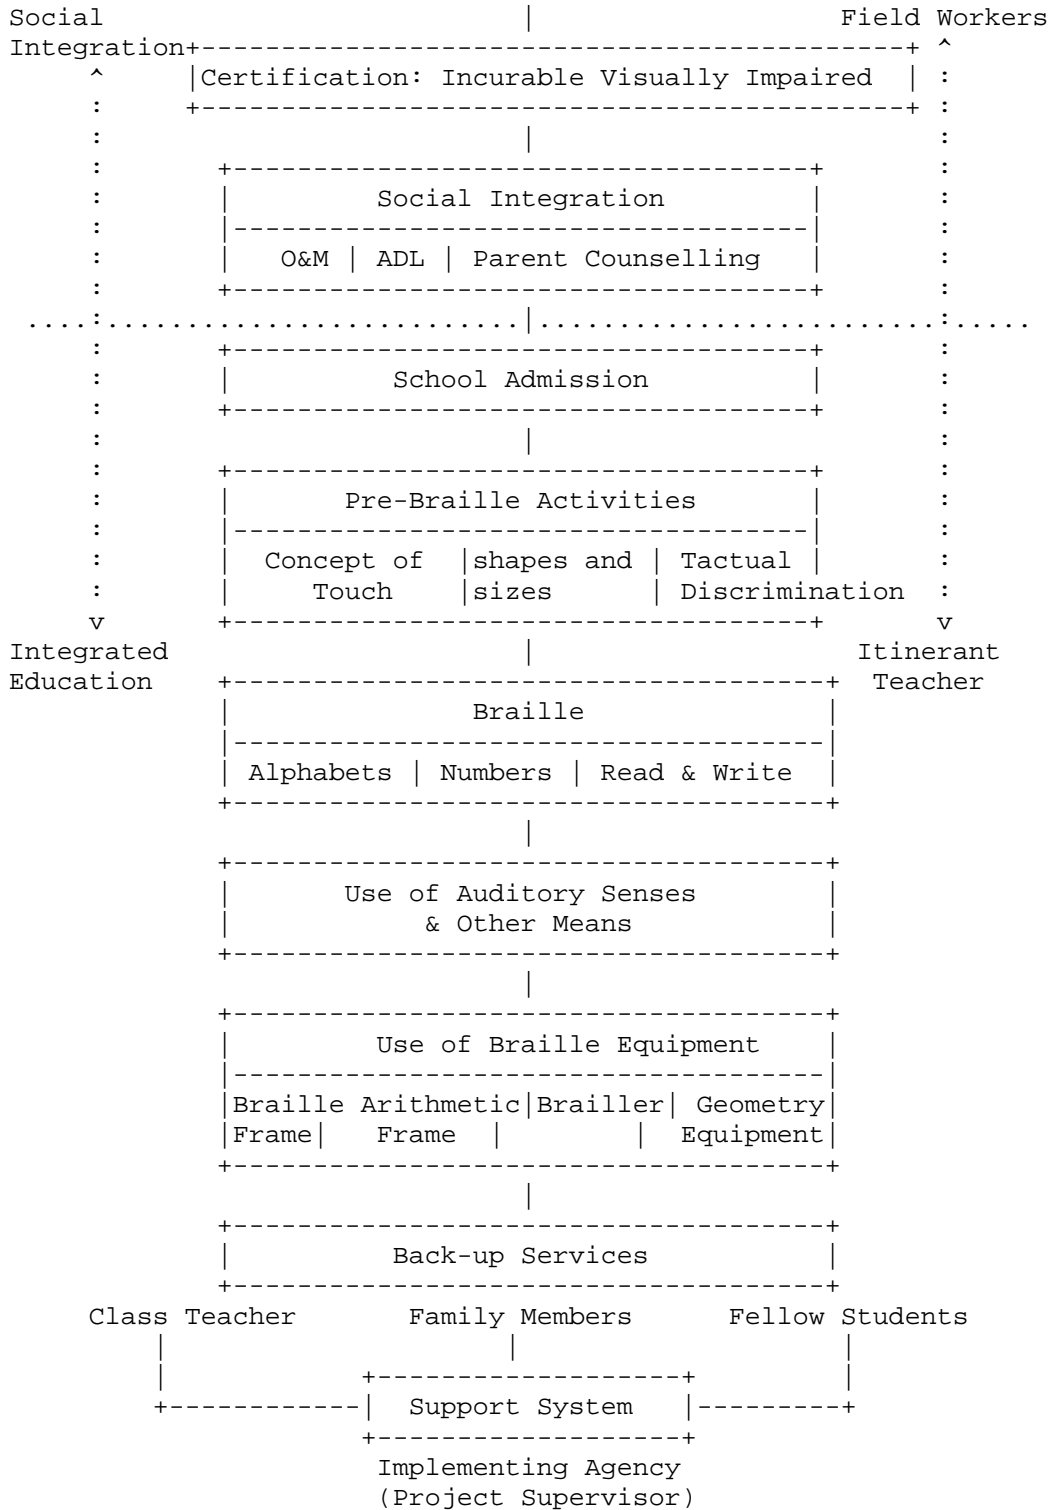 Social Field Workers
Integration
Certification: Incurable Visually Impaired
Social Integration
O&M | ADL | Parent Counselling
School Admission
Pre-Braille Activities
Concept of |shapes and | Tactual
Touch |sizes | Discrimination
Integrated Itinerant
Education Teacher
Braille
Alphabets | Numbers | Read & Write
Use of Auditory Senses
& Other Means
Use of Braille Equipment
Braille Arithmetic|Brailler| Geometry
Frame| Frame | | Equipment
Back-up Services
Class Teacher Family Members Fellow Students
Support System
Implementing Agency
(Project Supervisor)